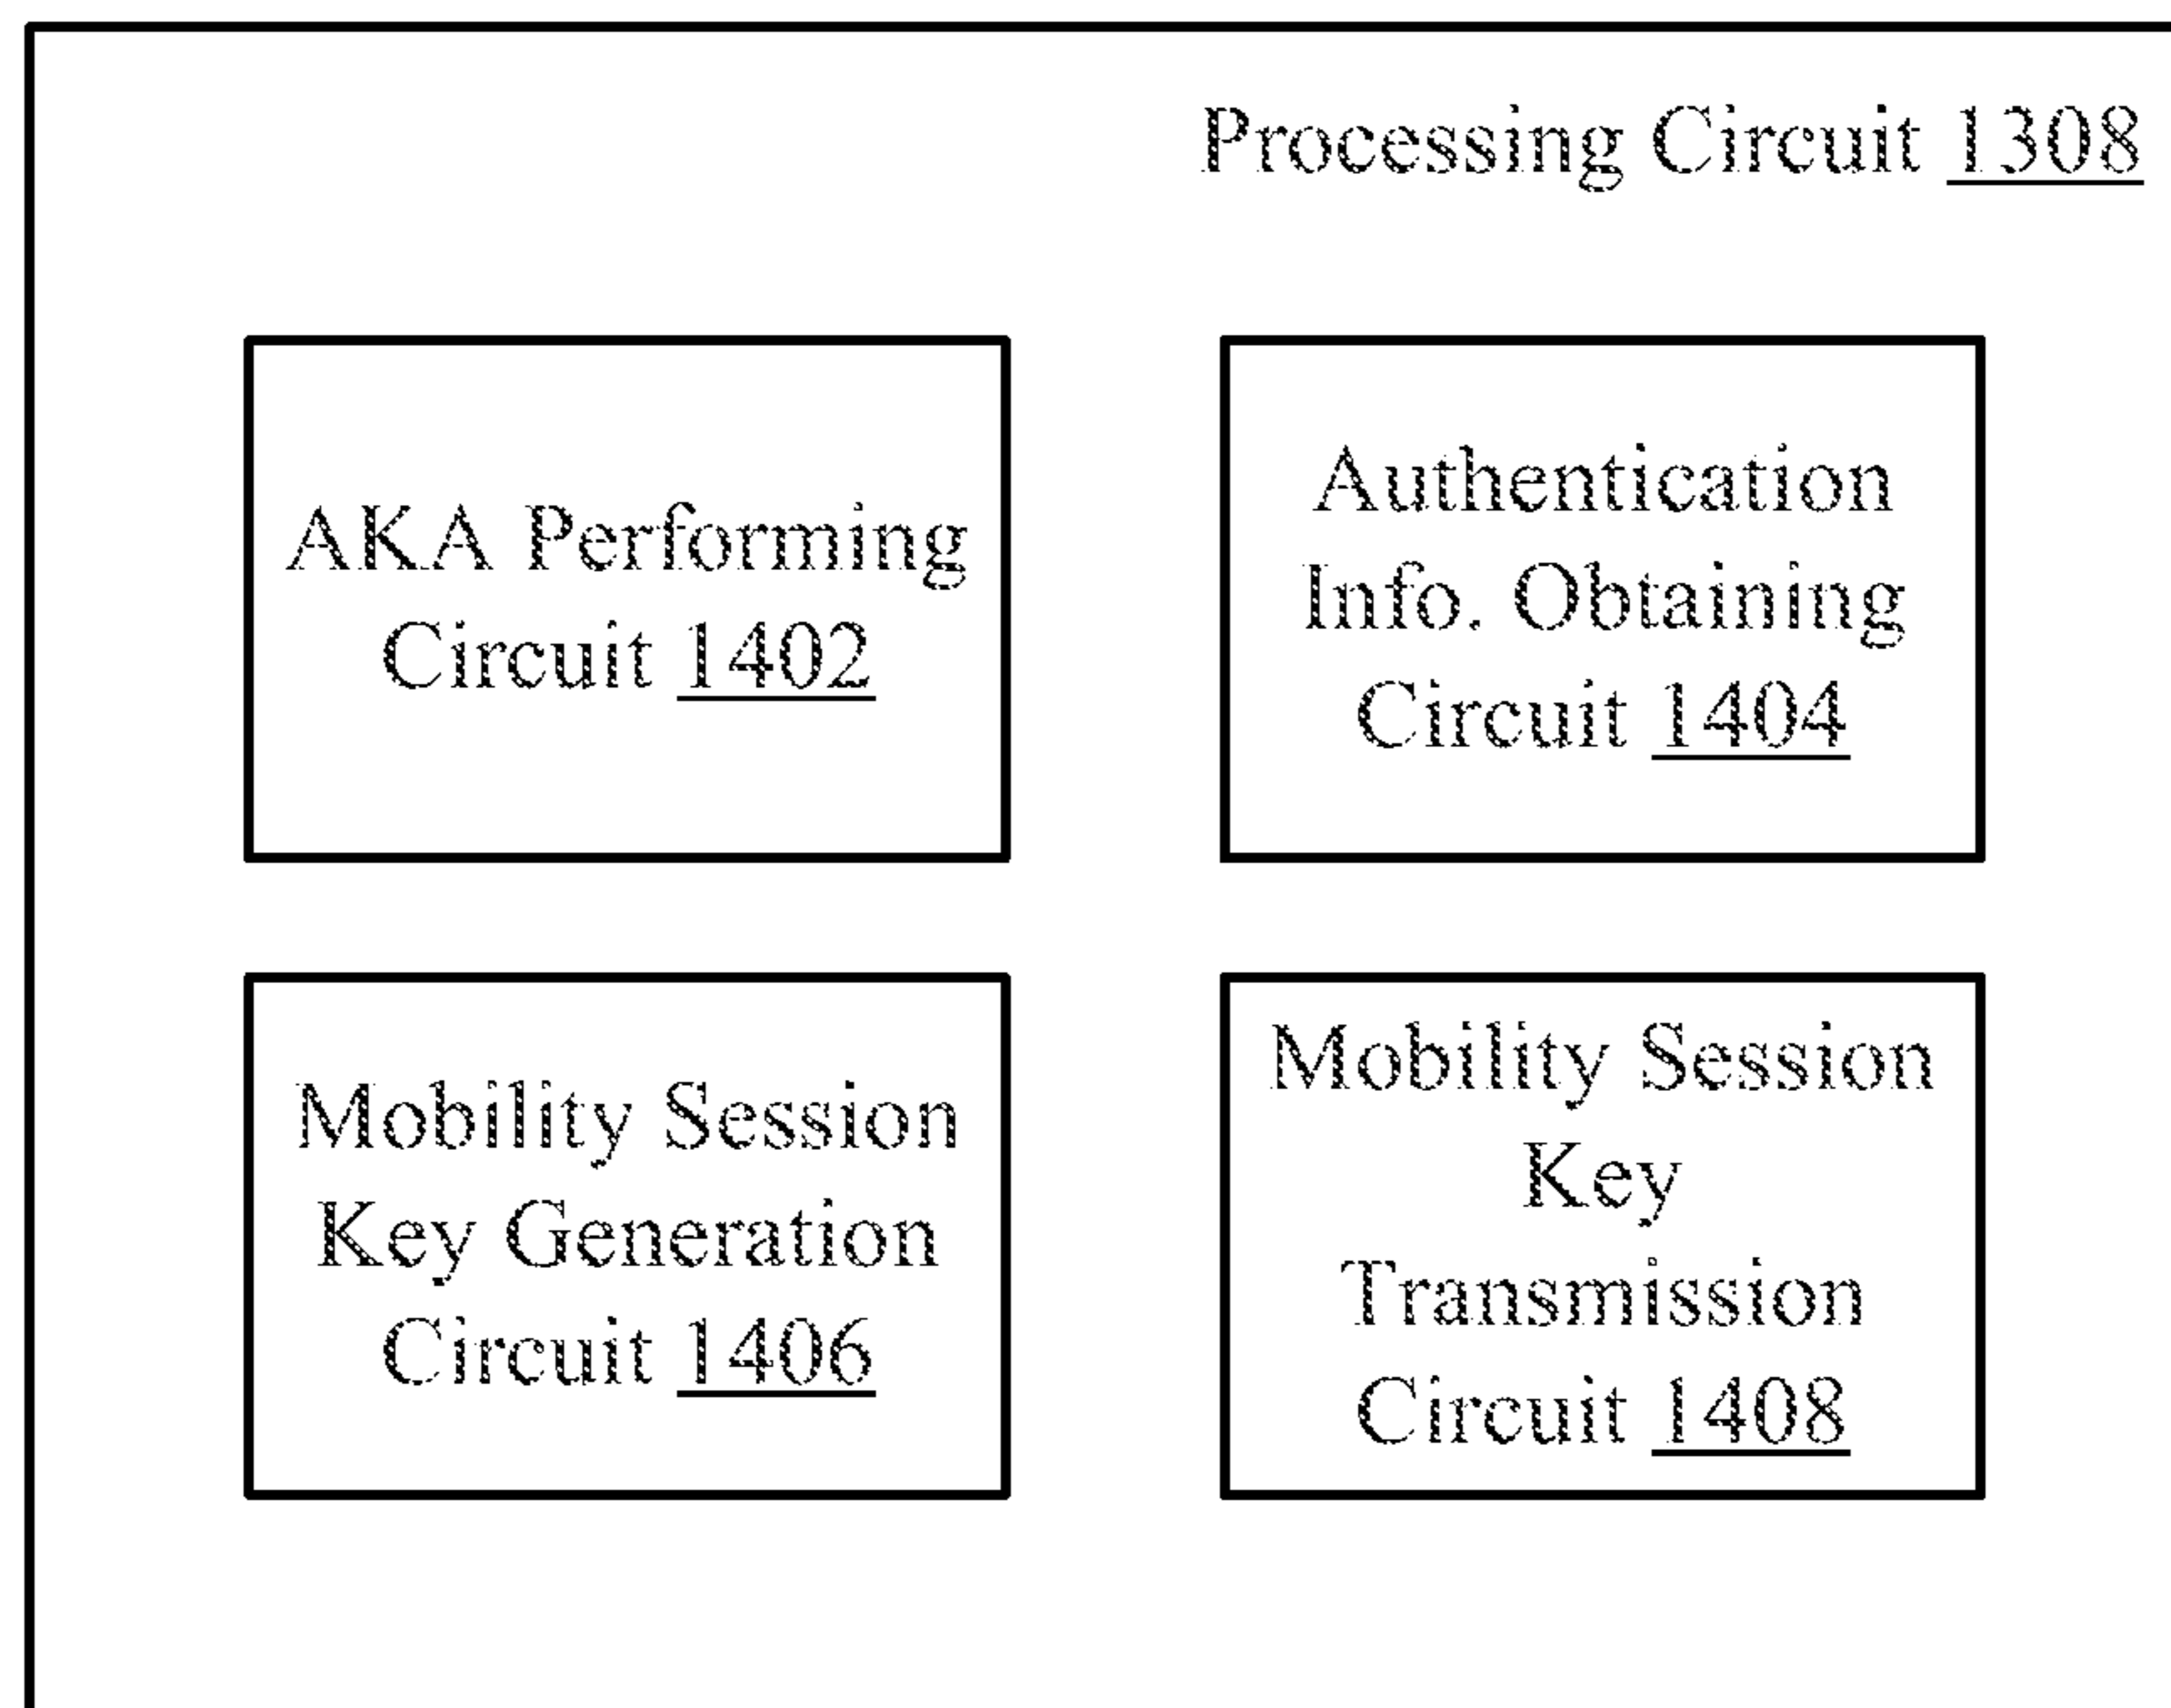 Processing Circuit 1308
AKA Performing
Circuit 1402
Authentication
Info. Obtaining
Circuit 1404
Mobility Session
Key Generation
Circuit 1406
Mobility Session
Key
Transmission
Circuit 1408